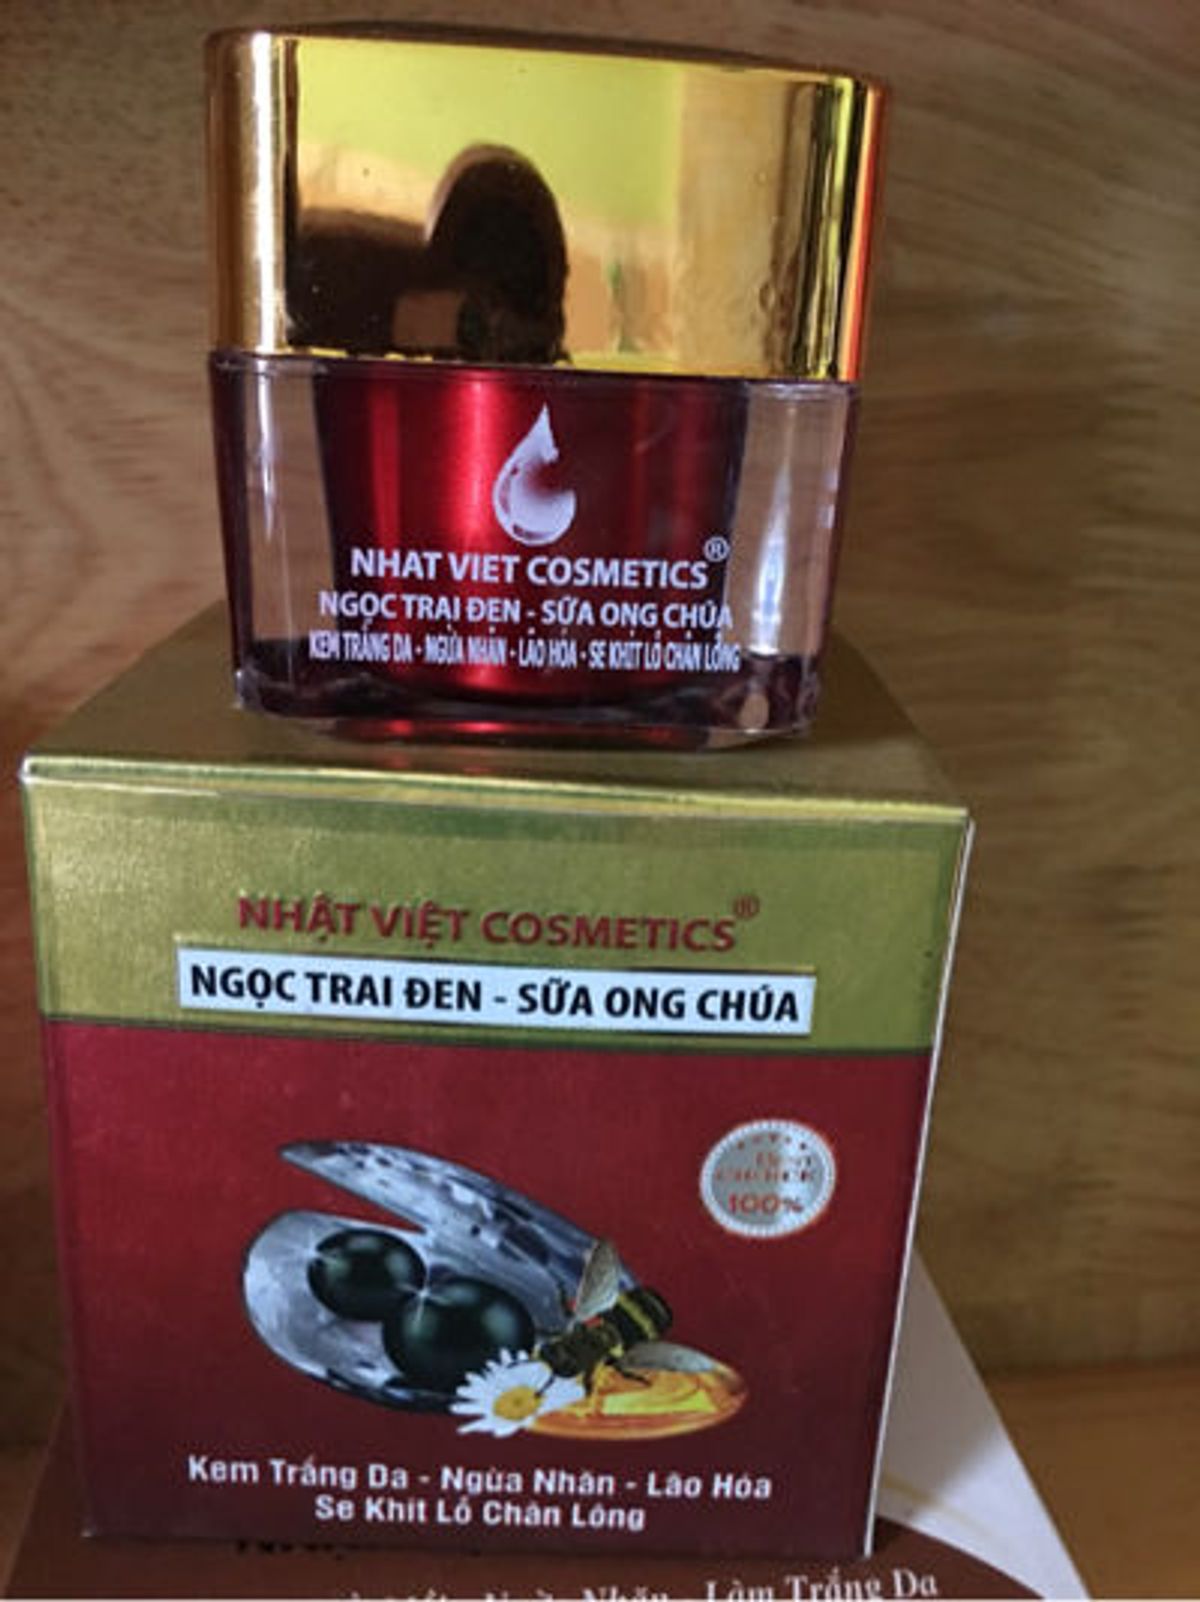 NHAT VIET COSMETICS®
NGỌC TRAI ĐEN - SỮA ONG CHÚA
KEM TRẮNG DA - NGỪA NHĂN - LÃO HÓA - SE KHÍT LỖ CHÂN LÔNG
NHẬT VIỆT COSMETICS®
NGỌC TRAI ĐEN - SỮA ONG CHÚA
100%
Kem Trắng Da - Ngừa Nhăn - Lão Hóa
Se Khít Lỗ Chân Lông
Nhăn - Làm Trắng Da